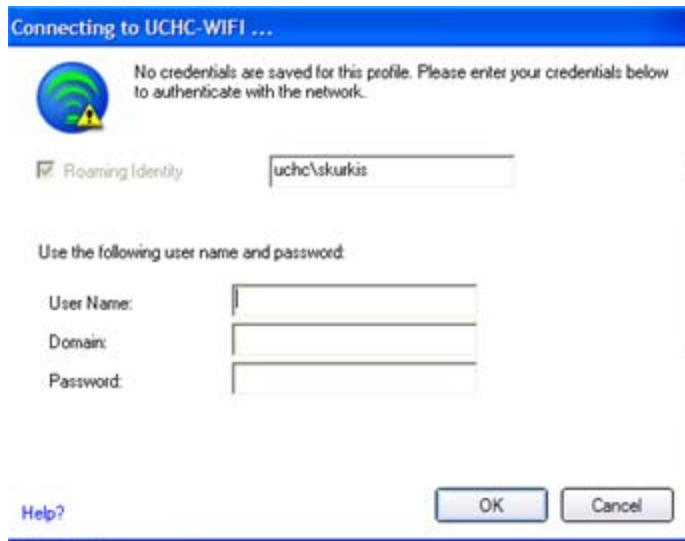 Connecting to UCHC-WIFI ...
No credentials are saved for this profile. Please enter your credentials below
to authenticate with the network.
Roaming Identity
uchc\skurkis
Use the following user name and password:
User Name:
Domain:
Password:
Help?
OK
Cancel